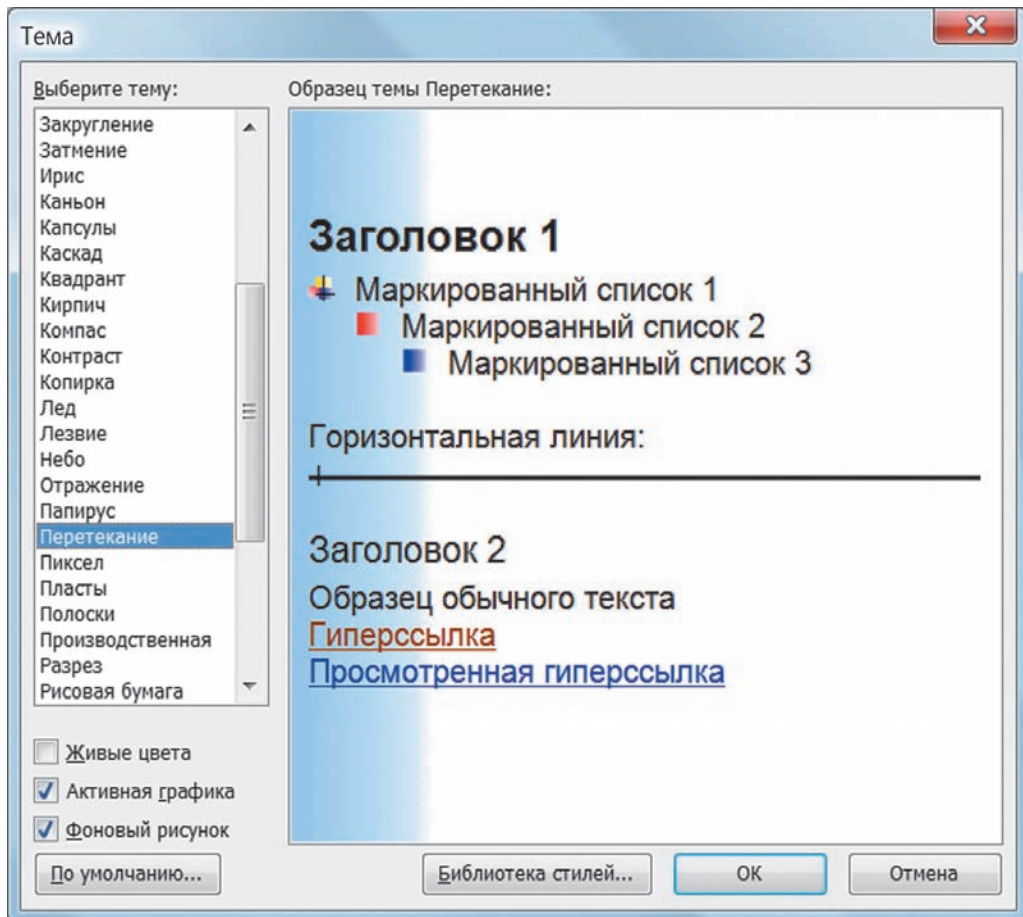 Тема
Выберите тему:
Закругление
Затмение
Ирис
Каньон
Капсулы
Каскад
Квадрант
Кирпич
Компас
Контраст
Копирка
Лед
Лезвие
Небо
Отражение
Папирус
Перетекание
Пиксел
Пласты
Полоски
Производственная
Разрез
Рисовая бумага
Живые цвета
Активная графика
Фоновый рисунок
Образец темы Перетекание:
Заголовок 1
Маркированный список 1
Маркированный список 2
Маркированный список 3
Горизонтальная линия:
Заголовок 2
Образец обычного текста
Гиперссылка
Просмотренная гиперссылка
По умолчанию...
Библиотека стилей...
ОК
Отмена